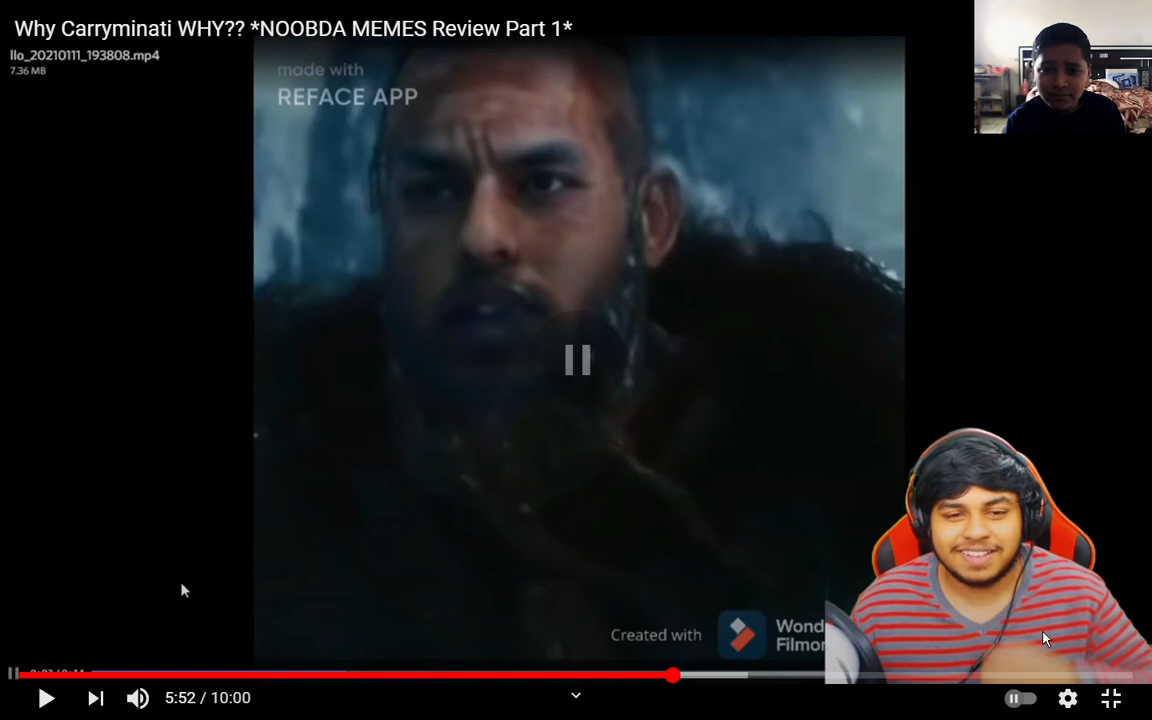 Why Carryminati WHY?? *NOOBDA MEMES Review Part 1*
llo_20210111_193808.mp4
7.36 MB
made with
REFACE APP
Created with
Wond
Filmor
5:52 / 10:00